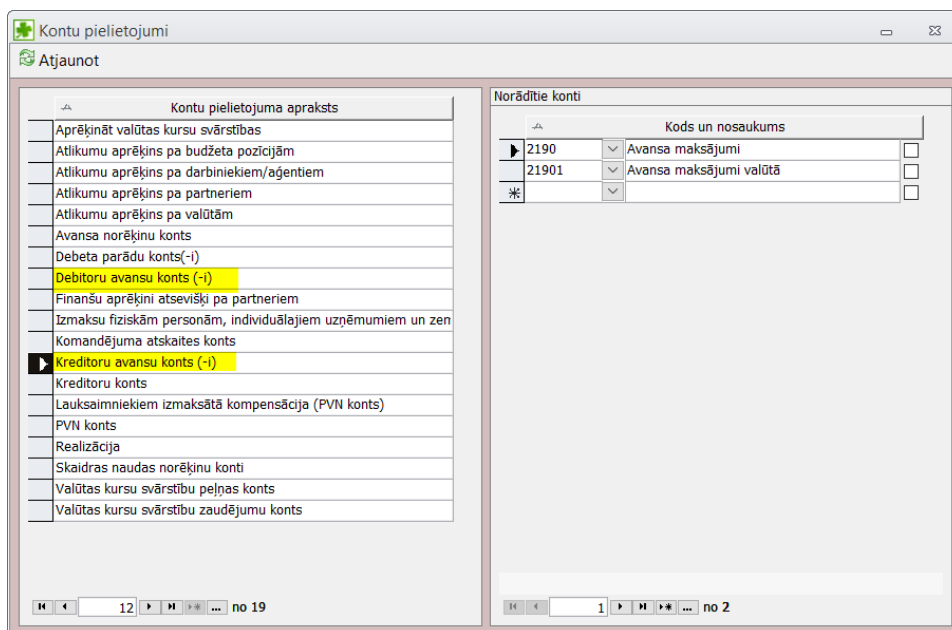 Kontu pielietojumi
Atjaunot
Kontu pielietojuma apraksts
Aprēķināt valūtas kursu svārstības
Atlikumu aprēķins pa budžeta pozīcijām
Atlikumu aprēķins pa darbiniekiem/aģentiem
Atlikumu aprēķins pa partneriem
Atlikumu aprēķins pa valūtām
Avansa norēķinu konts
Debeta parādu konts(-i)
Debitoru avansu konts (-i)
Finanšu aprēķini atsevišķi pa partneriem
Izmaksu fiziskām personām, individuālajiem uzņēmumiem un zem
Komandējuma atskaites konts
Kreditoru avansu konts (-i)
Kreditoru konts
Lauksaimniekiem izmaksātā kompensācija (PVN konts)
PVN konts
Realizācija
Skaidras naudas norēķinu konti
Valūtas kursu svārstību peļņas konts
Valūtas kursu svārstību zaudējumu konts
12 ... no 19
Norādītie konti
Kods un nosaukums
2190 Avansa maksājumi
21901 Avansa maksājumi valūtā
1 ... no 2